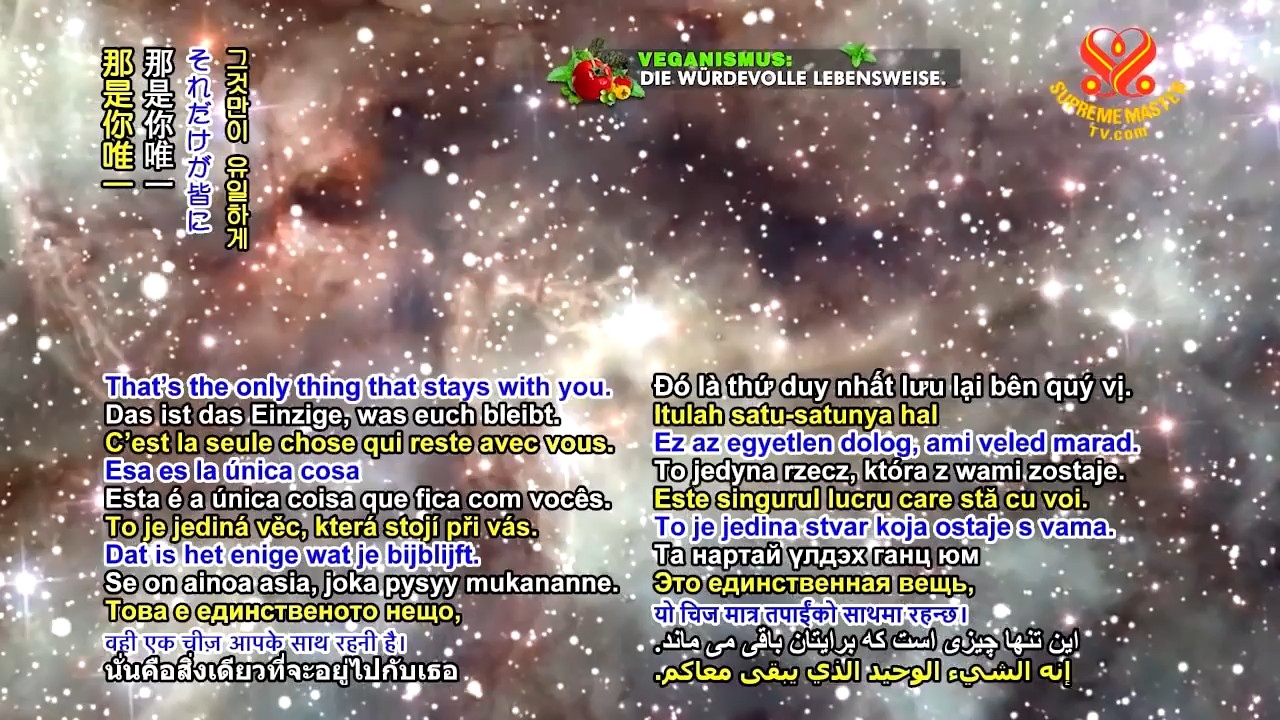 그것만이 유일하게
それだけが皆に
那是你唯一
那是你唯一
VEGANISMUS:
DIE WÜRDEVOLLE LEBENSWEISE.
SUPREME MASTER
TV.com
That’s the only thing that stays with you.
Das ist das Einzige, was euch bleibt.
C’est la seule chose qui reste avec vous.
Esa es la única cosa
Esta é a única coisa que fica com vocês.
To je jediná věc, která stojí při vás.
Dat is het enige wat je bijblijft.
Se on ainoa asia, joka pysyy mukananne.
Това е единственото нещо,
वही एक चीज़ आपके साथ रहनी है।
นั่นคือสิ่งเดียวที่จะอยู่ไปกับเธอ
Đó là thứ duy nhất lưu lại bên quý vị.
Itulah satu-satunya hal
Ez az egyetlen dolog, ami veled marad.
To jedyna rzecz, która z wami zostaje.
Este singurul lucru care stă cu voi.
To je jedina stvar koja ostaje s vama.
Та нартай үлдэх ганц юм
Это единственная вещь,
यो चिज मात्र तपाईंको साथमा रहन्छ।
این تنها چیزی است که برایتان باقی می ماند.
إنه الشيء الوحيد الذي يبقى معاكم.